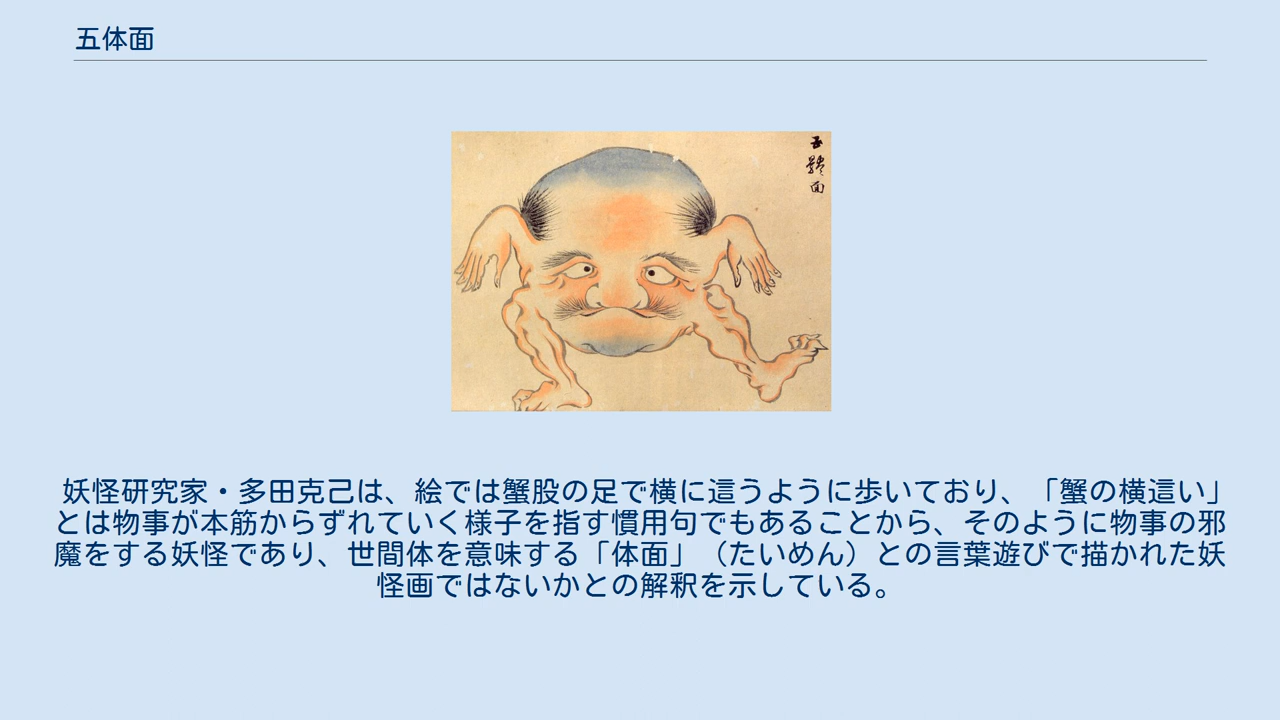 五体面
五體面
妖怪研究家・多田克己は、絵では蟹股の足で横に這うように歩いており、「蟹の横這い」
とは物事が本筋からずれていく様子を指す慣用句でもあることから、そのように物事の邪
魔をする妖怪であり、世間体を意味する「体面」（たいめん）との言葉遊びで描かれた妖
怪画ではないかとの解釈を示している。